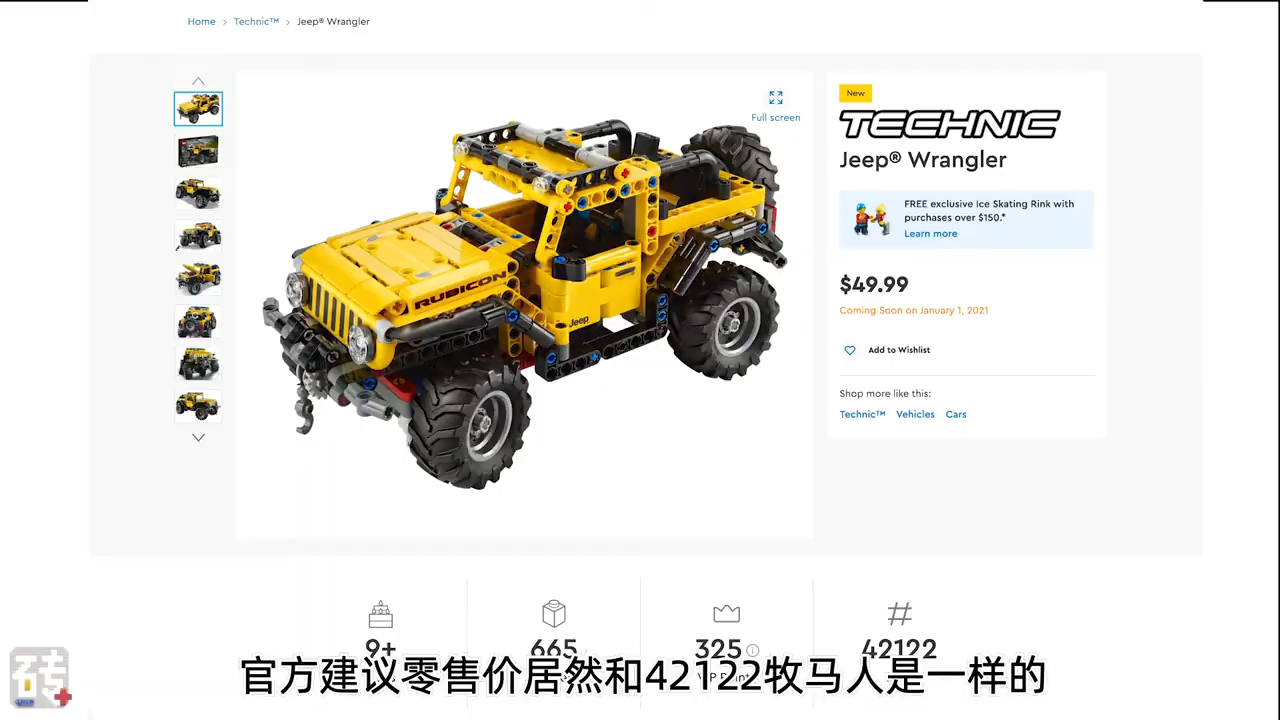 Home > Technic™ > Jeep® Wrangler
Full screen
New
TECHNIC
Jeep® Wrangler
FREE exclusive Ice Skating Rink with
purchases over $150.*
Learn more
$49.99
Coming Soon on January 1, 2021
Add to Wishlist
Shop more like this:
Technic™ Vehicles Cars
RUBICON
Jeep
9+
665
325
42122
官方建议零售价居然和42122牧马人是一样的
砖